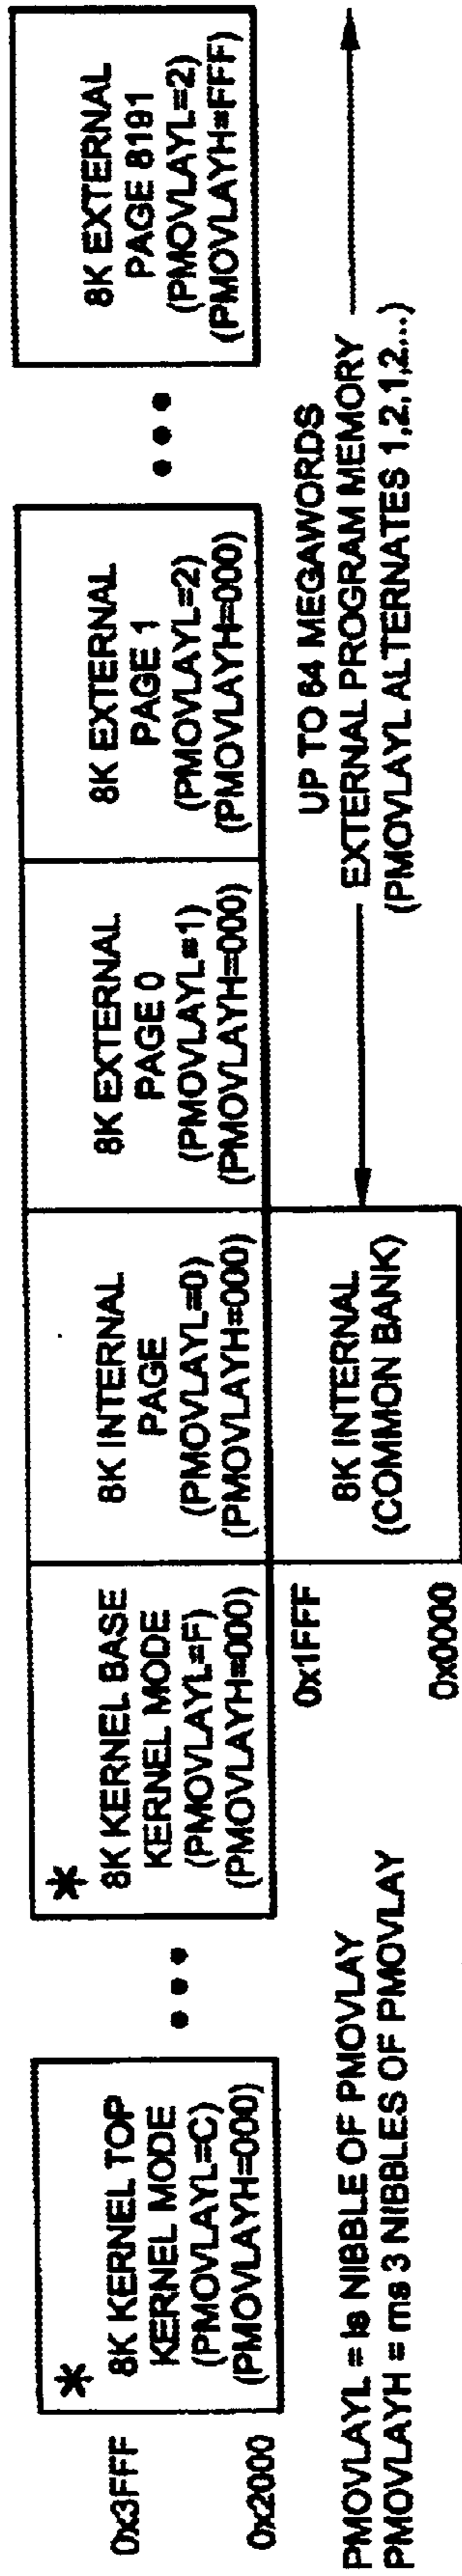 0x3FFF
0x2000
*
8K KERNEL TOP
KERNEL MODE
(PMOVLAYL=C)
(PMOVLAYH=000)
•••
*
8K KERNEL BASE
KERNEL MODE
(PMOVLAYL=F)
(PMOVLAYH=000)
8K INTERNAL
PAGE
(PMOVLAYL=0)
(PMOVLAYH=000)
8K EXTERNAL
PAGE 0
(PMOVLAYL=1)
(PMOVLAYH=000)
8K EXTERNAL
PAGE 1
(PMOVLAYL=2)
(PMOVLAYH=000)
•••
8K EXTERNAL
PAGE 8191
(PMOVLAYL=2)
(PMOVLAYH=FFF)
0x1FFF
0x0000
8K INTERNAL
(COMMON BANK)
UP TO 64 MEGAWORDS
EXTERNAL PROGRAM MEMORY
(PMOVLAYL ALTERNATES 1,2,1,2...)
PMOVLAYL = ls NIBBLE OF PMOVLAY
PMOVLAYH = ms 3 NIBBLES OF PMOVLAY